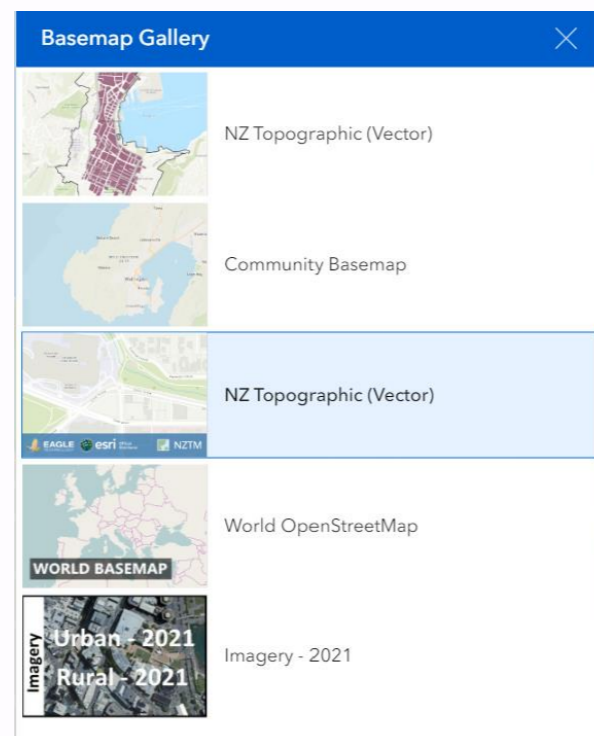 Basemap Gallery
NZ Topographic (Vector)
Community Basemap
NZ Topographic (Vector)
EAGLE esri NZTM
World OpenStreetMap
WORLD BASEMAP
Imagery
Urban - 2021
Rural - 2021
Imagery - 2021